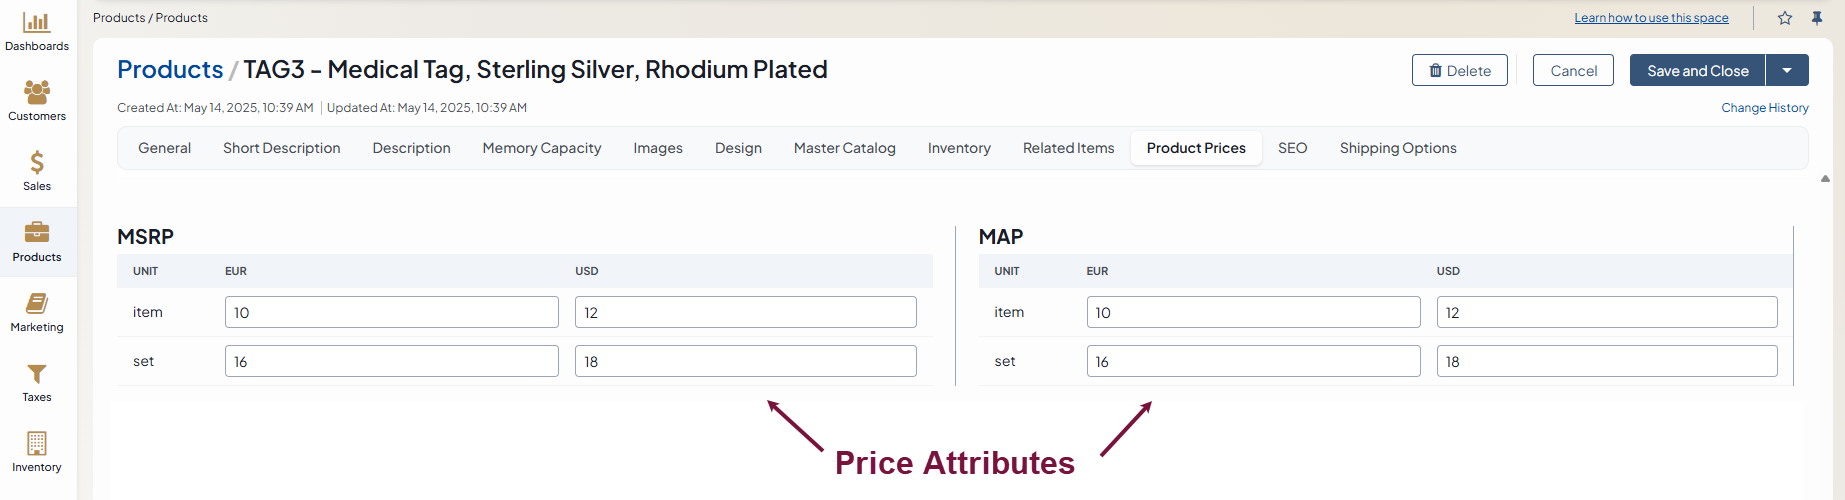 Products / Products
Learn how to use this space
Dashboards
Customers
Sales
Products
Marketing
Taxes
Inventory
Products / TAG3 - Medical Tag, Sterling Silver, Rhodium Plated
Delete
Cancel
Save and Close
Created At: May 14, 2025, 10:39 AM | Updated At: May 14, 2025, 10:39 AM
Change History
General Short Description Description Memory Capacity Images Design Master Catalog Inventory Related Items Product Prices SEO Shipping Options
MSRP
UNIT EUR USD
item 10 12
set 16 18
MAP
UNIT EUR USD
item 10 12
set 16 18
Price Attributes